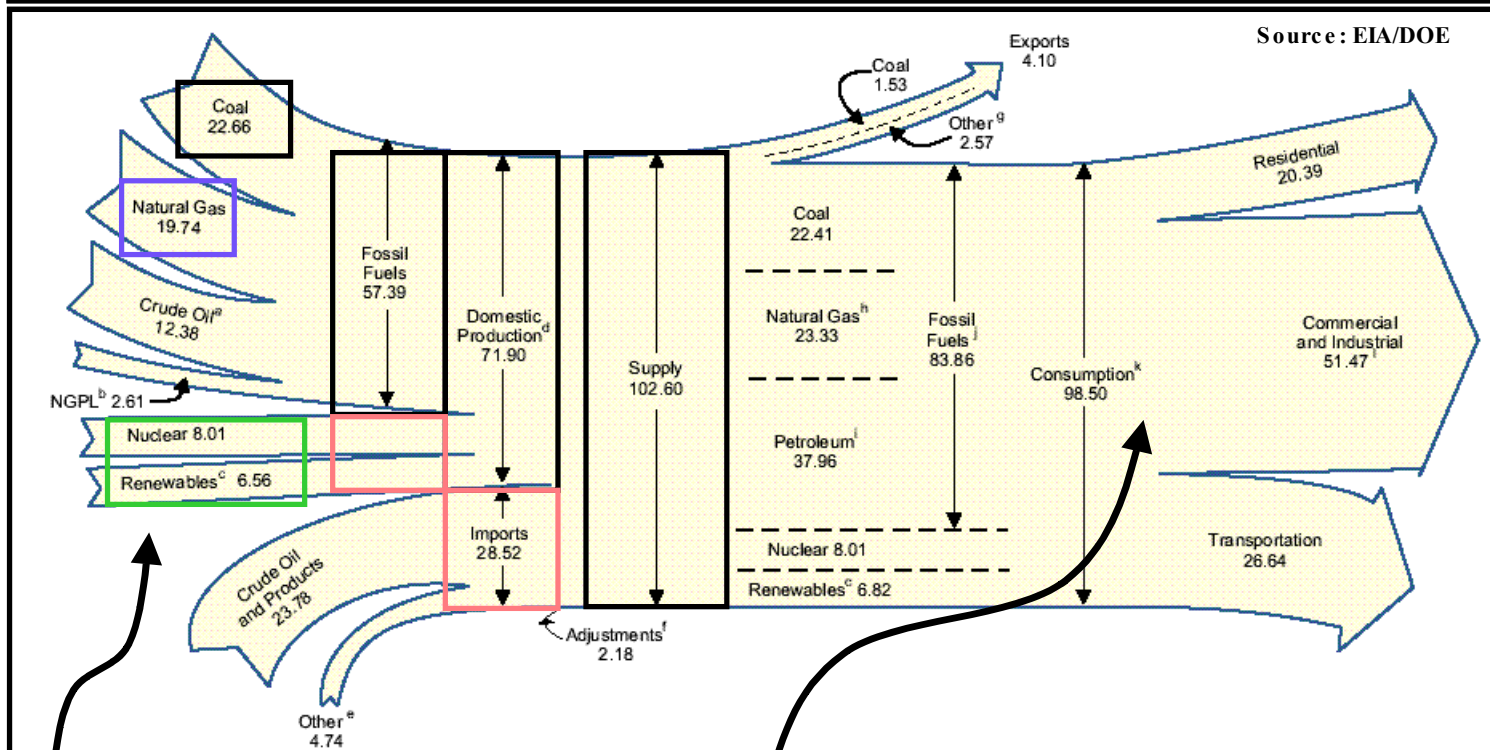 Source: EIA/DOE
Exports
4.10
Coal
1.53
Other g
2.57
Coal
22.66
Natural Gas
19.74
Crude Oil a
12.38
NGPL b 2.61
Nuclear 8.01
Renewables c 6.56
Crude Oil
and Products
23.78
Other e
4.74
Fossil
Fuels
57.39
Domestic
Production d
71.90
Imports
28.52
Adjustments f
2.18
Supply
102.60
Coal
22.41
Natural Gas h
23.33
Petroleum i
37.96
Nuclear 8.01
Renewables c 6.82
Fossil
Fuels j
83.86
Consumption k
98.50
Residential
20.39
Commercial
and Industrial
51.47 l
Transportation
26.64